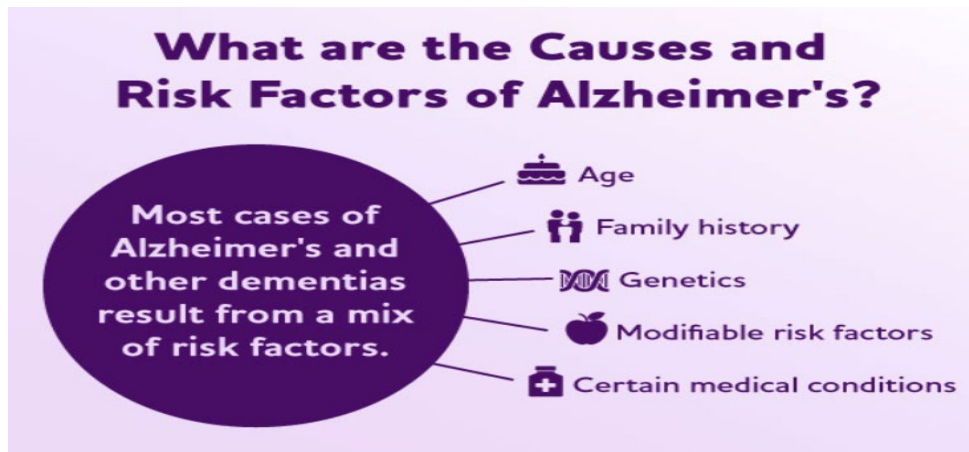 What are the Causes and
Risk Factors of Alzheimer's?
Most cases of
Alzheimer's and
other dementias
result from a mix
of risk factors.
Age
Family history
Genetics
Modifiable risk factors
Certain medical conditions